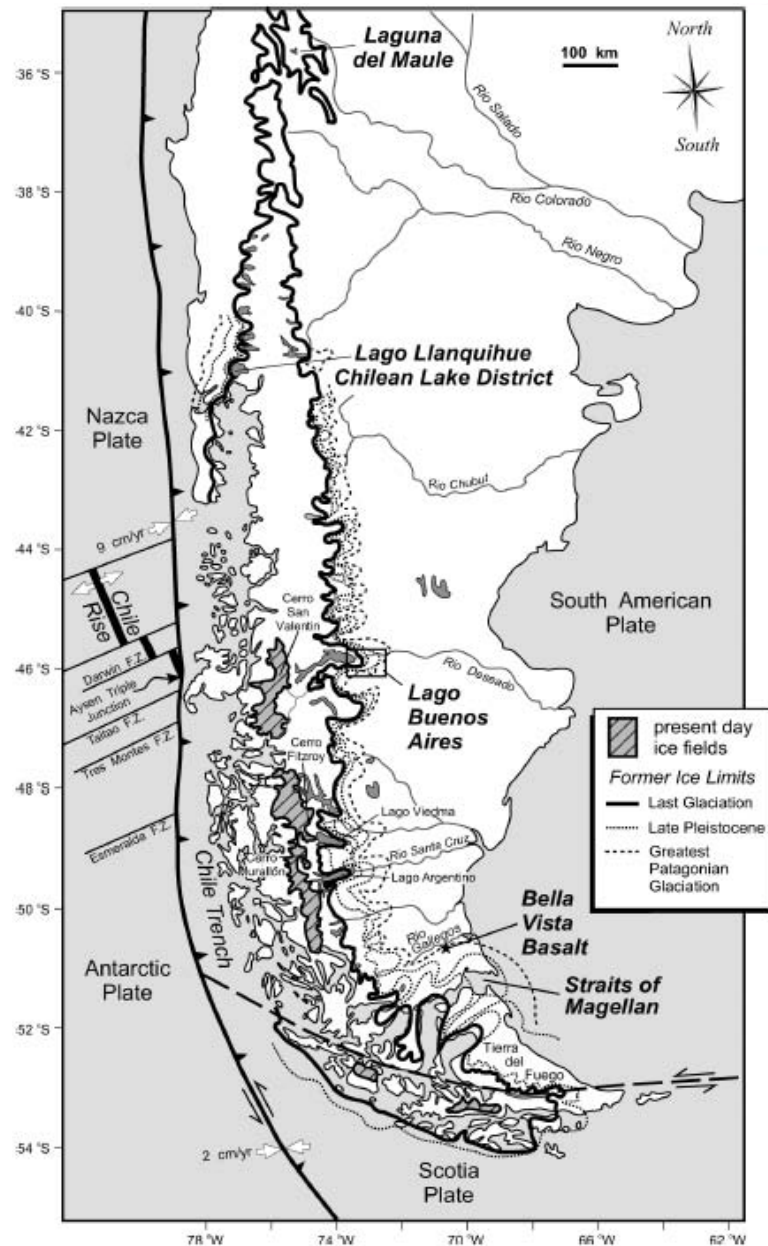 Laguna
del Maule
100 km
North
South
36 °S
Rio Salado
Rio Colorado
38 °S
Rio Negro
40 °S
Lago Llanquihue
Chilean Lake District
Nazca
Plate
42 °S
Rio Chubut
9 cm/yr
44 °S
Chile
Rise
Cerro
San
Valentin
South American
Plate
Darwin F.Z.
46 °S
Aysen Triple
Junction
Rio Deseado
Lago
Buenos
Aires
Taitao F.Z.
Tres Montes F.Z.
Cerro
Fitzroy
48 °S
Esmeralda F.Z.
Lago Viedma
Rio Santa Cruz
Cerro
Murallón
Lago Argentino
Chile Trench
50 °S
Rio
Gallegos
Bella
Vista
Basalt
Antarctic
Plate
Straits of
Magellan
52 °S
Tierra
del
Fuego
2 cm/yr
54 °S
Scotia
Plate
present day
ice fields
Former Ice Limits
Last Glaciation
Late Pleistocene
Greatest
Patagonian
Glaciation
78 °W
74 °W
70 °W
66 °W
62 °W